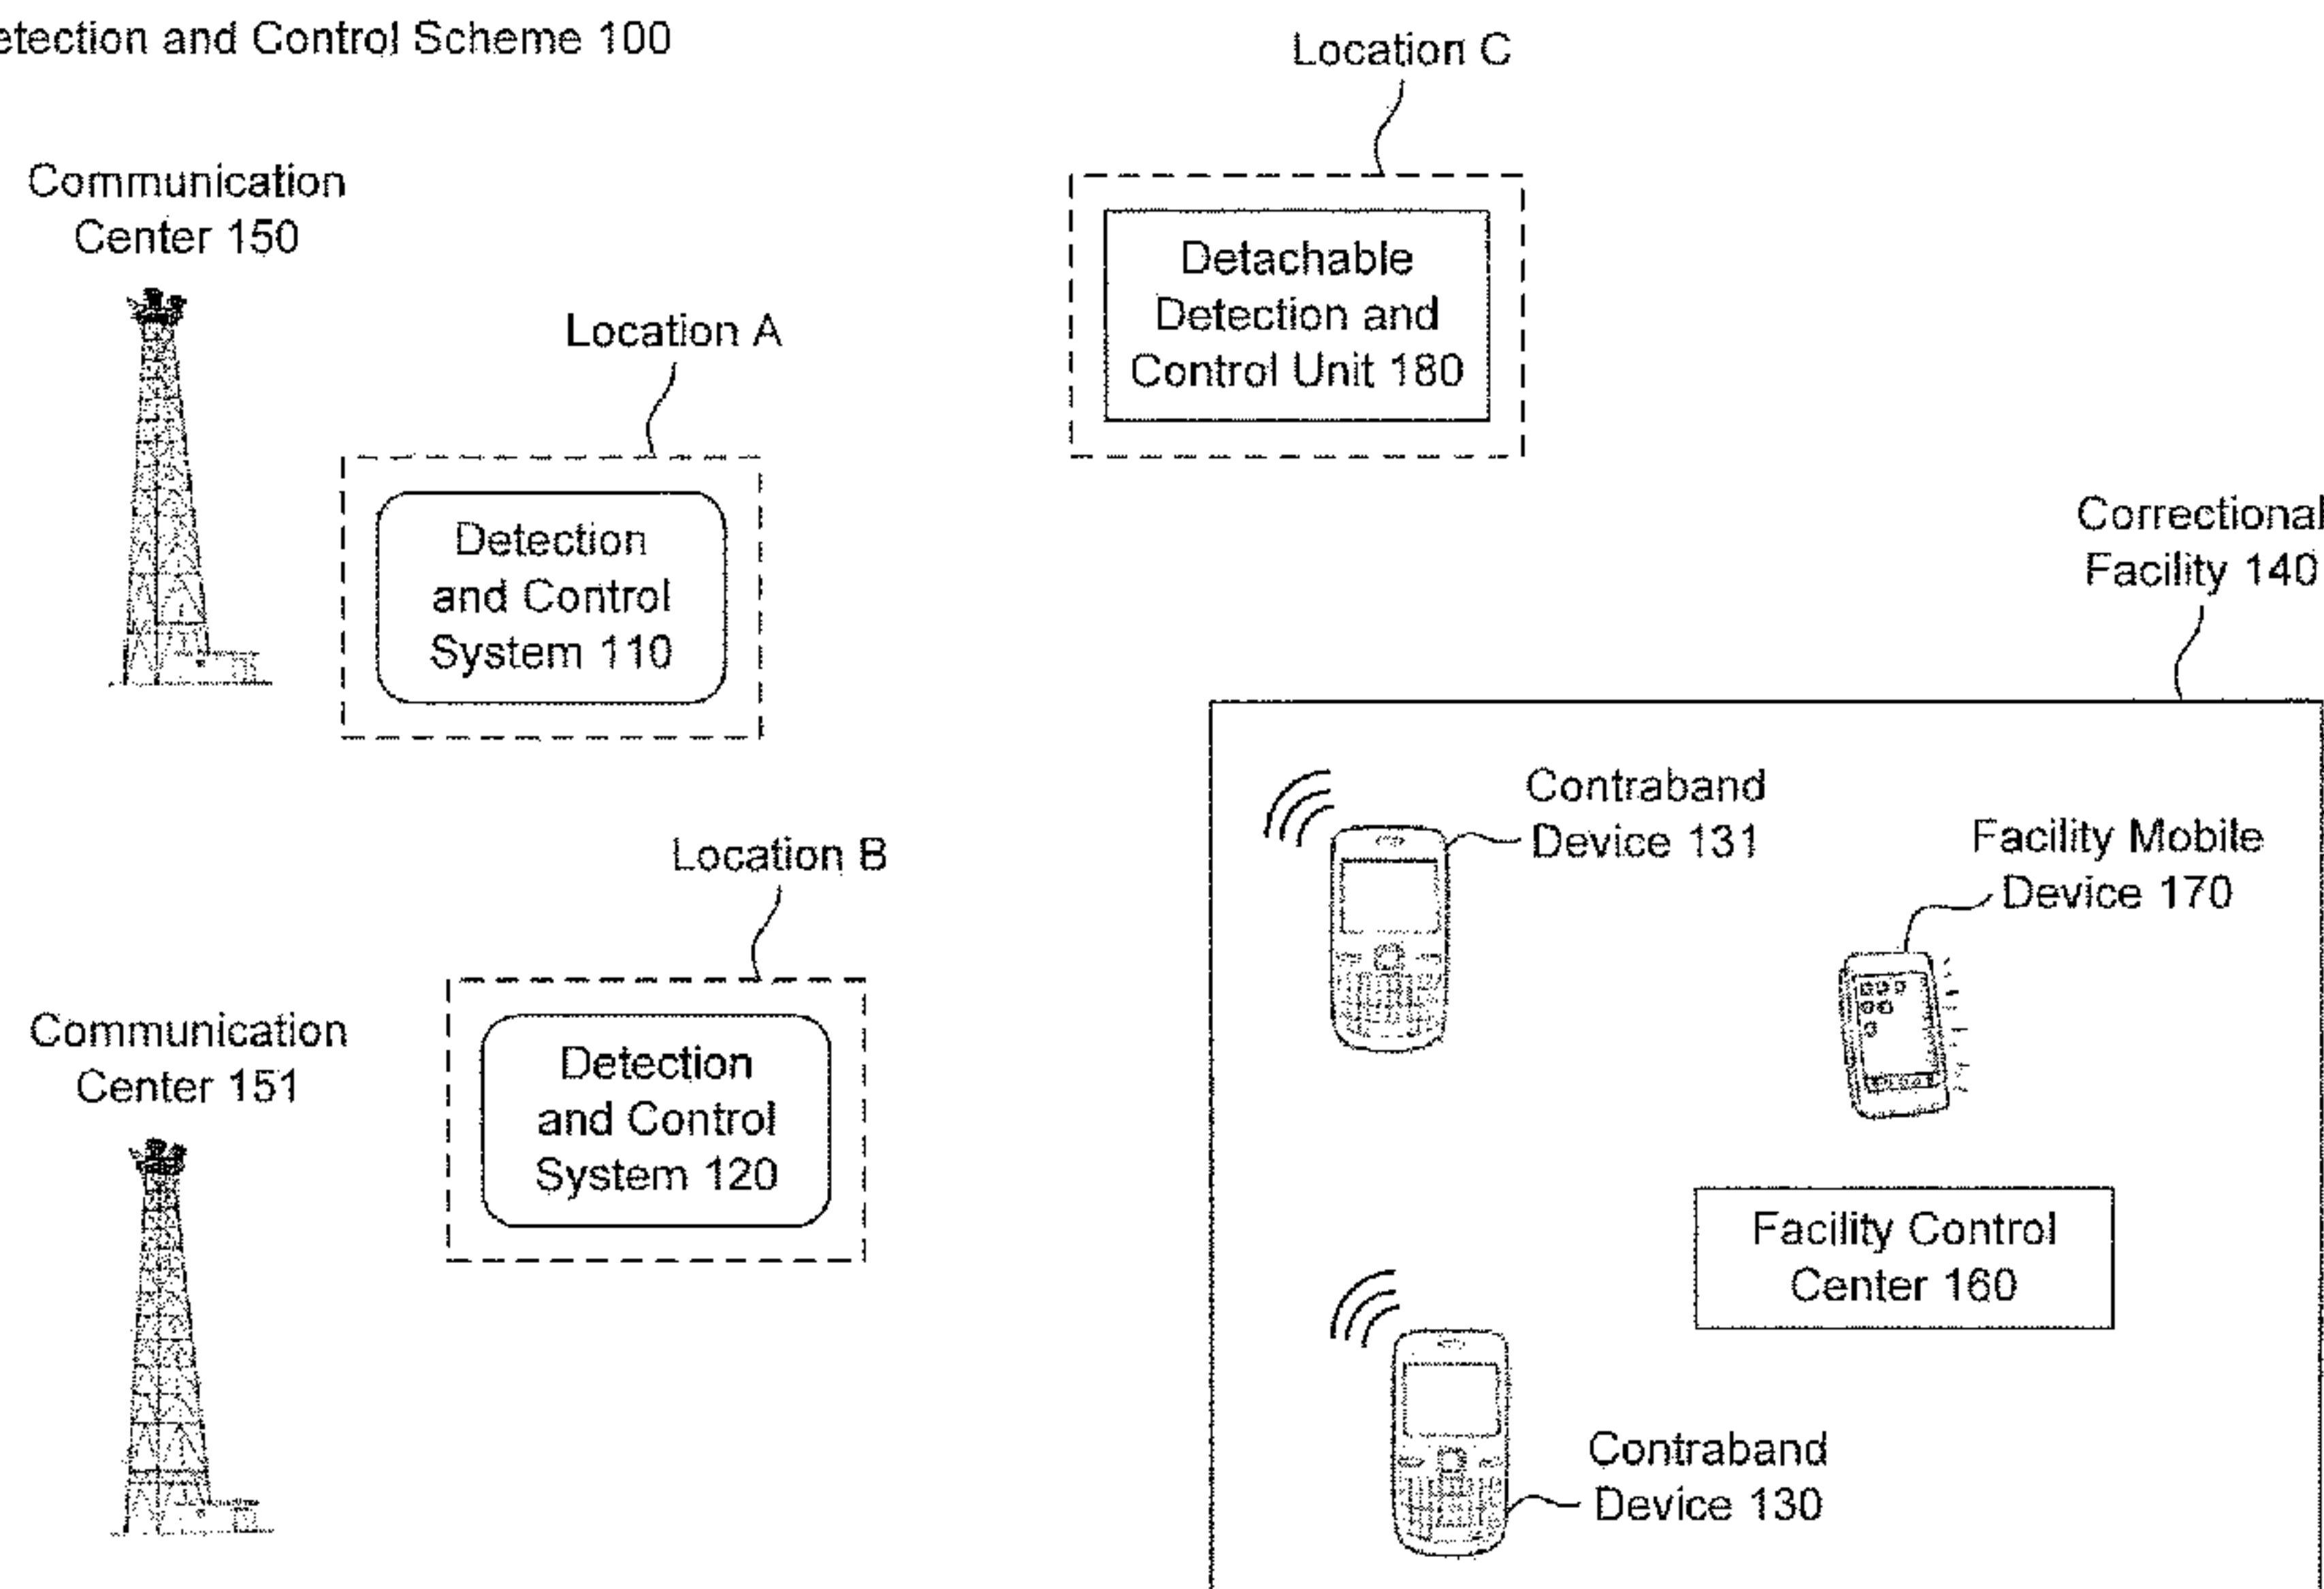 etection and Control Scheme 100
Location C
Communication
Center 150
Detachable
Detection and
Control Unit 180
Location A
Detection
and Control
System 110
Correctional
Facility 140
Contraband
Device 131
Facility Mobile
Device 170
Location B
Communication
Center 151
Detection
and Control
System 120
Facility Control
Center 160
Contraband
Device 130